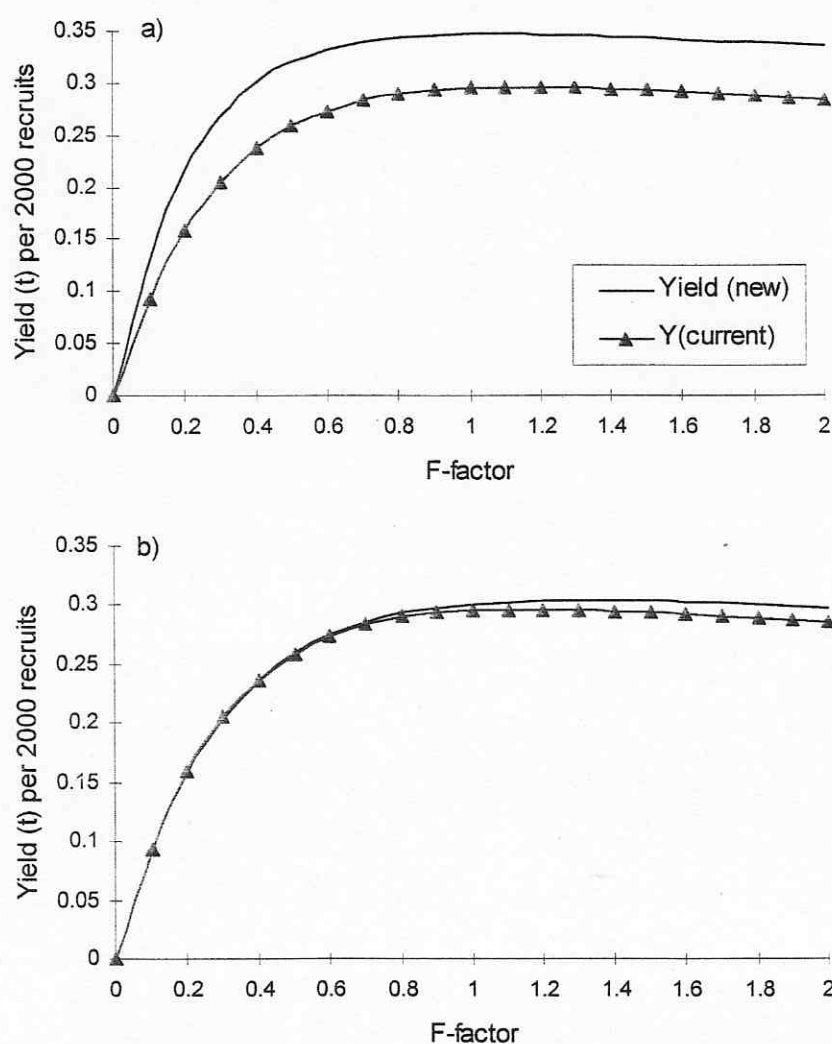 a)
0.35
0.3
0.25
0.2
0.15
0.1
0.05
0
Yield (t) per 2000 recruits
Yield (new)
Y(current)
0 0.2 0.4 0.6 0.8 1 1.2 1.4 1.6 1.8 2
F-factor
b)
0.35
0.3
0.25
0.2
0.15
0.1
0.05
0
Yield (t) per 2000 recruits
0 0.2 0.4 0.6 0.8 1 1.2 1.4 1.6 1.8 2
F-factor